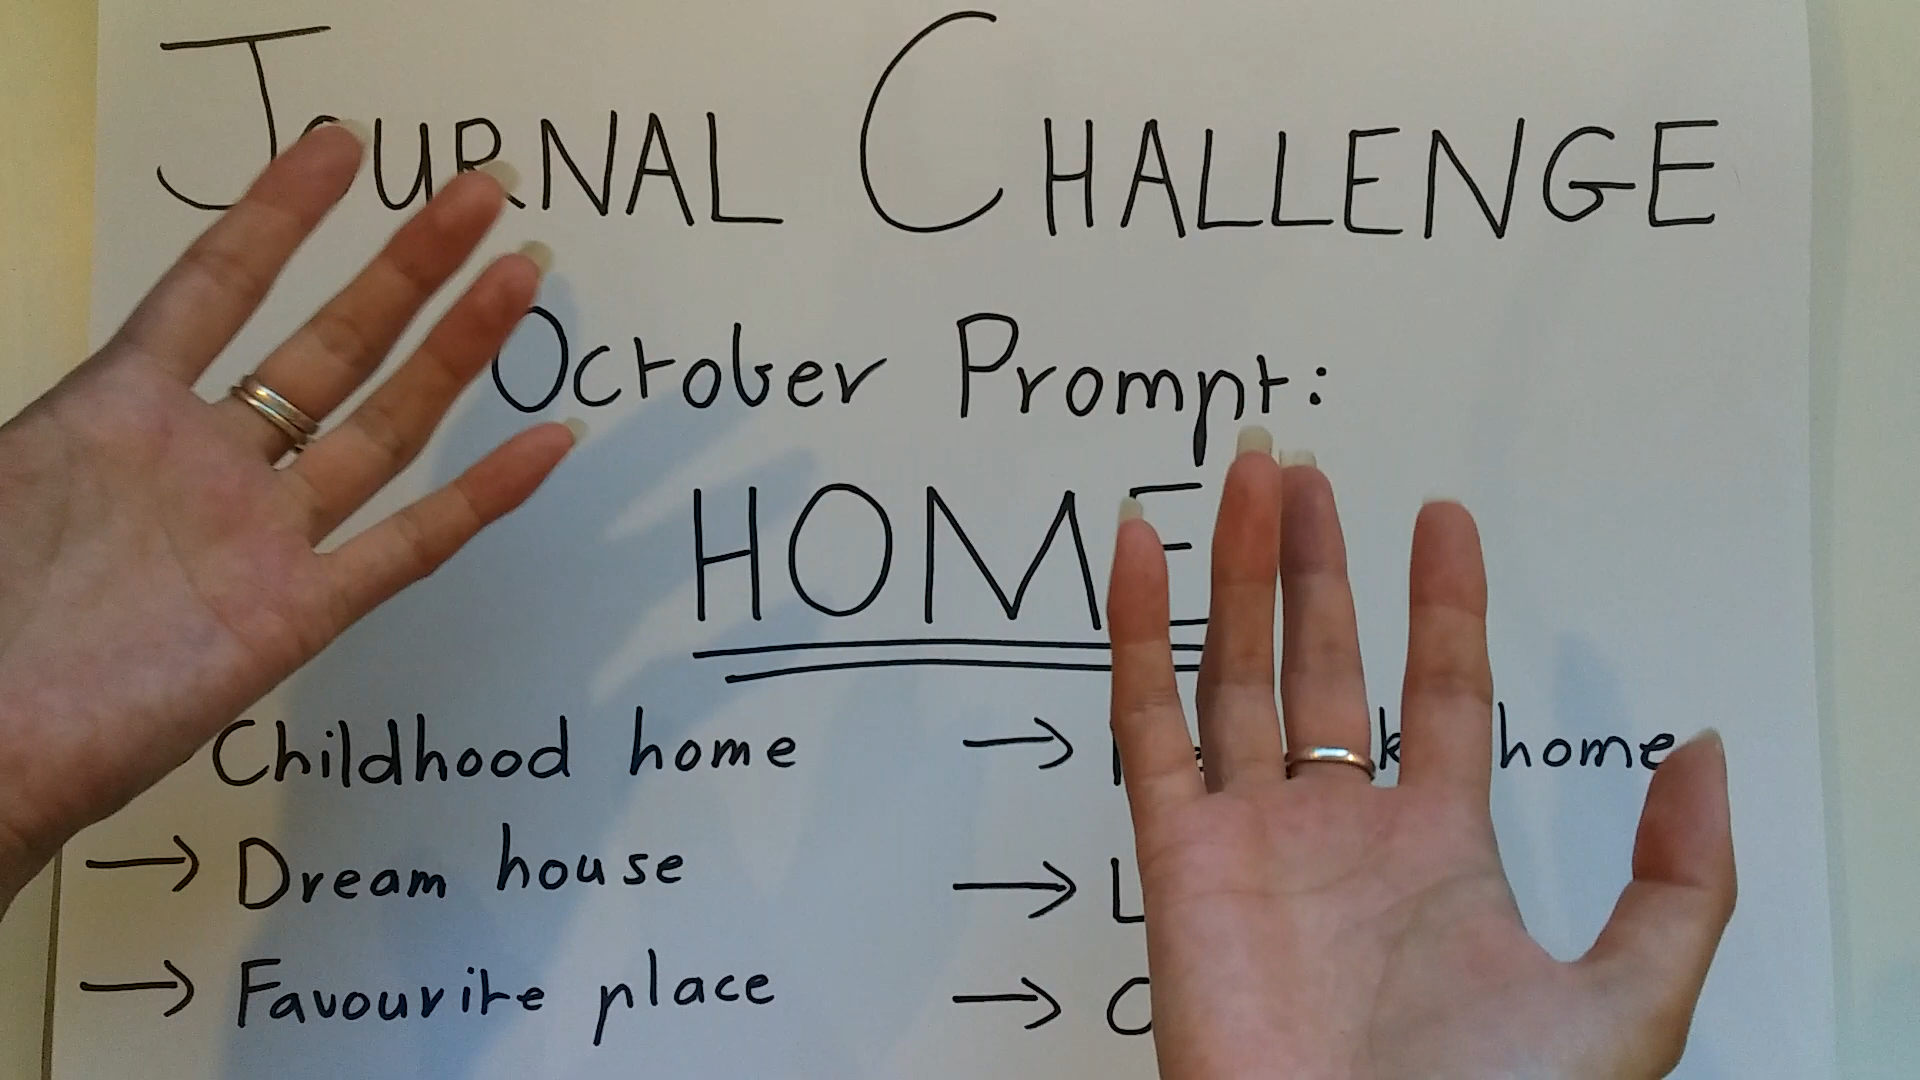 JOURNAL CHALLENGE
October Prompt:
HOME
Childhood home
→ home
→ Dream house
→
→ Favourite place
→